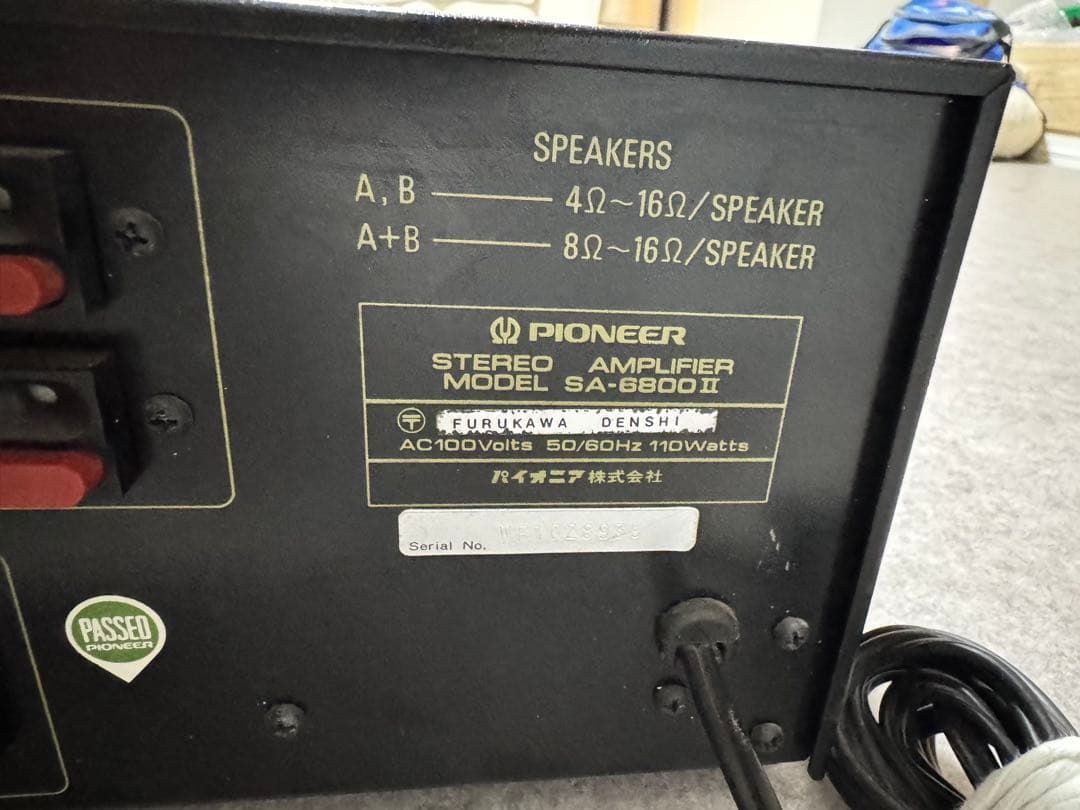 SPEAKERS
A, B 4Ω~16Ω/SPEAKER
A+B 8Ω~16Ω/SPEAKER
PIONEER
STEREO AMPLIFIER
MODEL SA-6800II
〒 FURUKAWA DENSHI
AC100Volts 50/60Hz 110Watts
パイオニア株式会社
Serial No.
PASSED
PIONEER